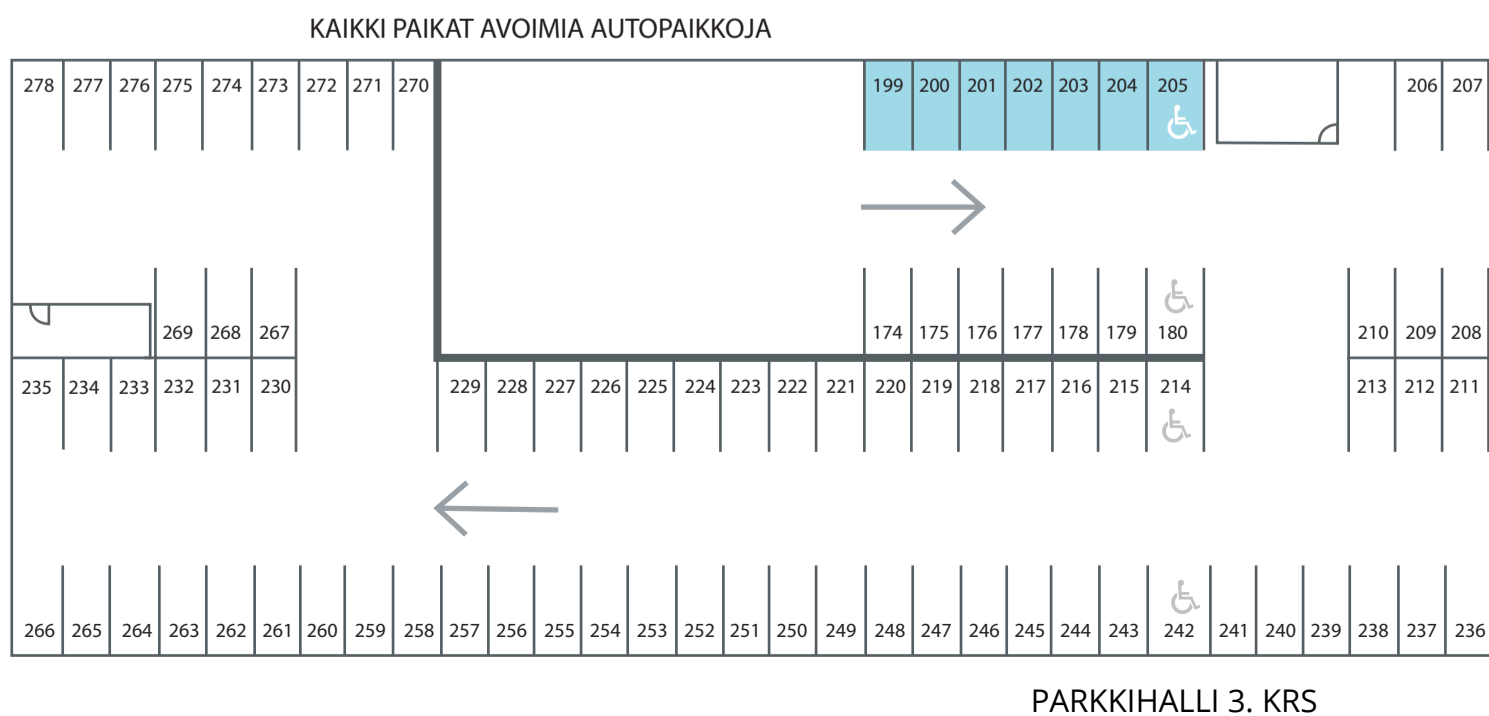 KAIKKI PAIKAT AVOIMIA AUTOPAIKKOJA
278 277 276 275 274 273 272 271 270 199 200 201 202 203 204 205 206 207
269 268 267 174 175 176 177 178 179 180 210 209 208
235 234 233 232 231 230 229 228 227 226 225 224 223 222 221 220 219 218 217 216 215 214 213 212 211
266 265 264 263 262 261 260 259 258 257 256 255 254 253 252 251 250 249 248 247 246 245 244 243 242 241 240 239 238 237 236
PARKKIHALLI 3. KRS